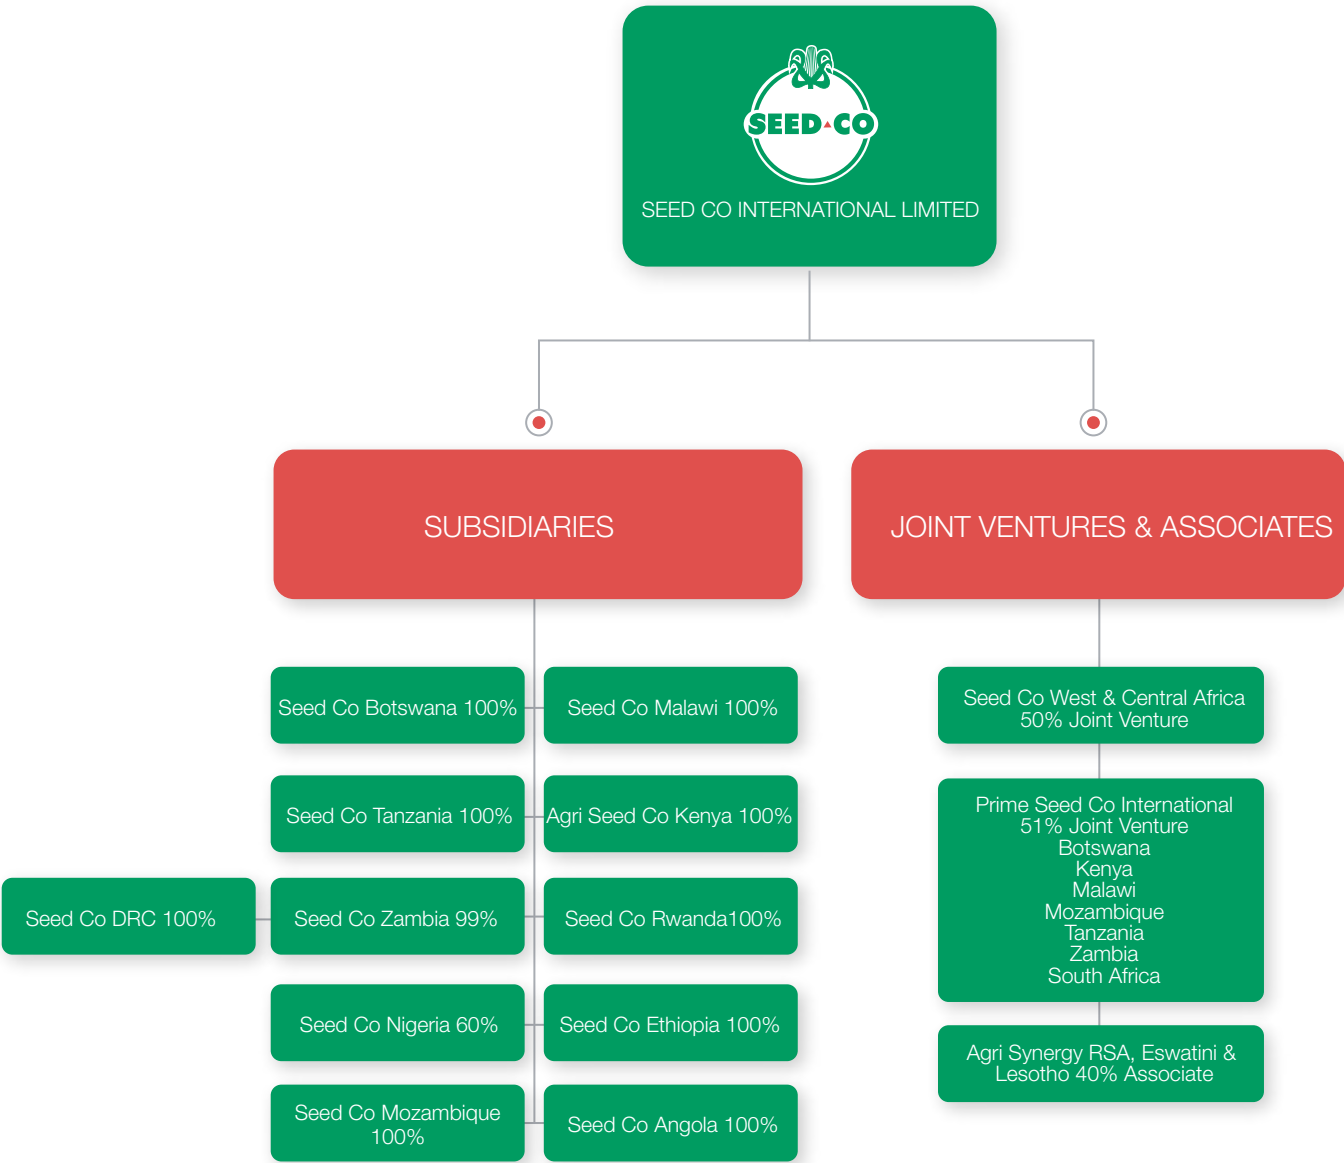 SEED CO
SEED CO INTERNATIONAL LIMITED
SUBSIDIARIES
JOINT VENTURES & ASSOCIATES
Seed Co Botswana 100%
Seed Co Malawi 100%
Seed Co Tanzania 100%
Agri Seed Co Kenya 100%
Seed Co DRC 100%
Seed Co Zambia 99%
Seed Co Rwanda100%
Seed Co Nigeria 60%
Seed Co Ethiopia 100%
Seed Co Mozambique
100%
Seed Co Angola 100%
Seed Co West & Central Africa
50% Joint Venture
Prime Seed Co International
51% Joint Venture
Botswana
Kenya
Malawi
Mozambique
Tanzania
Zambia
South Africa
Agri Synergy RSA, Eswatini &
Lesotho 40% Associate